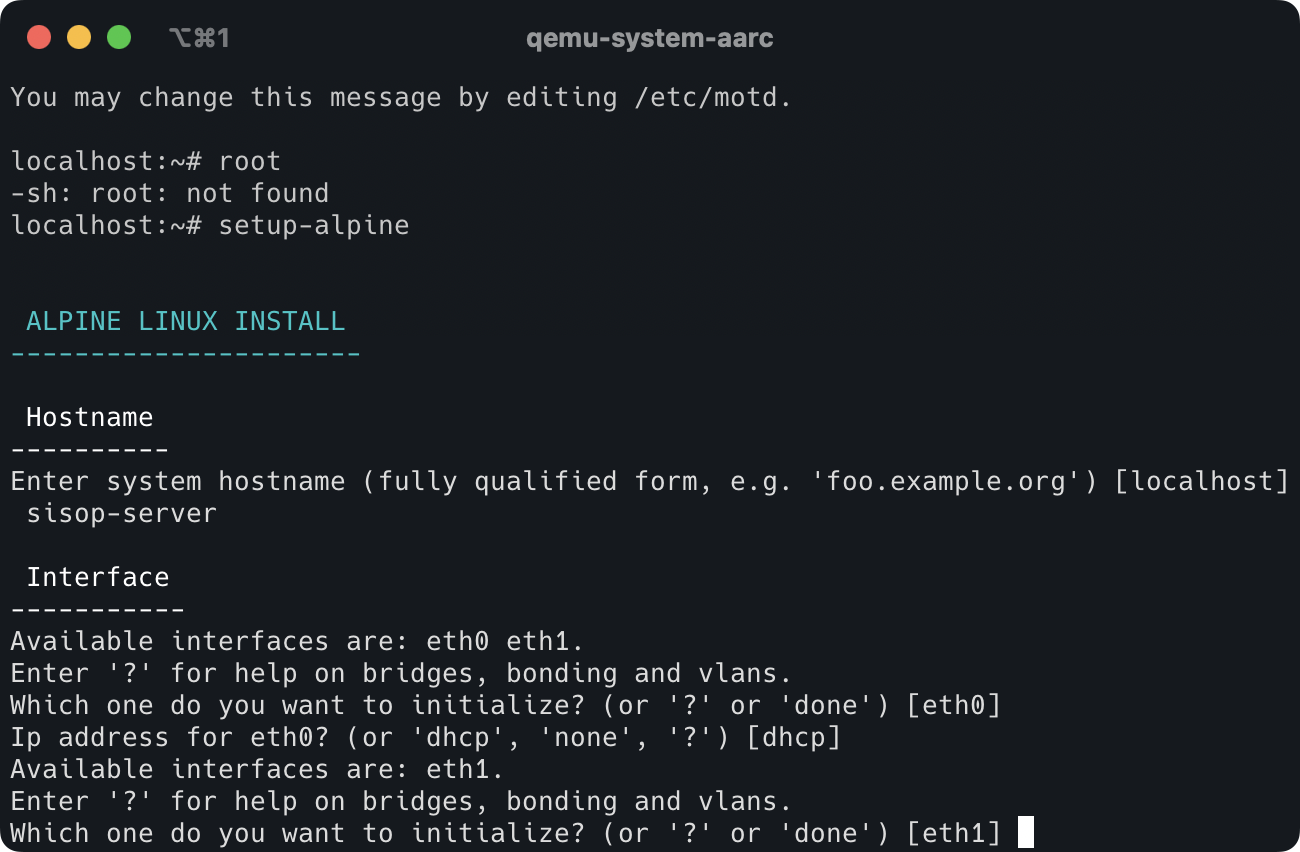 ⌥⌘1
qemu-system-aarc
You may change this message by editing /etc/motd.
localhost:~# root
-sh: root: not found
localhost:~# setup-alpine
ALPINE LINUX INSTALL
----------------------
Hostname
----------
Enter system hostname (fully qualified form, e.g. 'foo.example.org') [localhost]
sisop-server
Interface
-----------
Available interfaces are: eth0 eth1.
Enter '?' for help on bridges, bonding and vlans.
Which one do you want to initialize? (or '?' or 'done') [eth0]
Ip address for eth0? (or 'dhcp', 'none', '?') [dhcp]
Available interfaces are: eth1.
Enter '?' for help on bridges, bonding and vlans.
Which one do you want to initialize? (or '?' or 'done') [eth1]